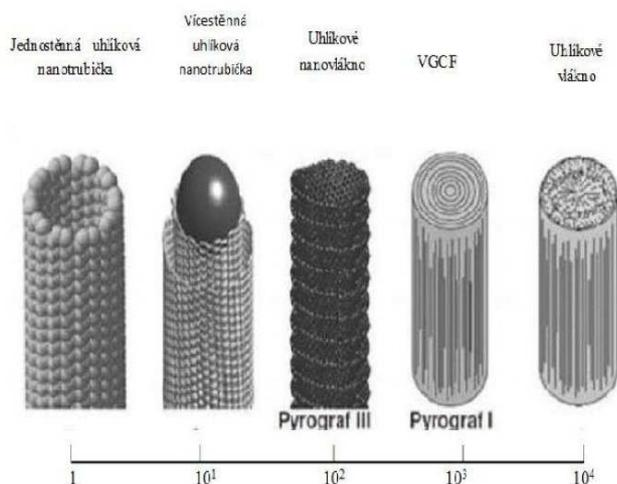 Jednostěnná uhlíková
nanotrubička
Vícestěnná
uhlíková
nanotrubička
Uhlíkové
nanovlákno
VGCF
Uhlíkové
vlákno
Pyrograf III
Pyrograf I
1
10¹
10²
10³
10⁴